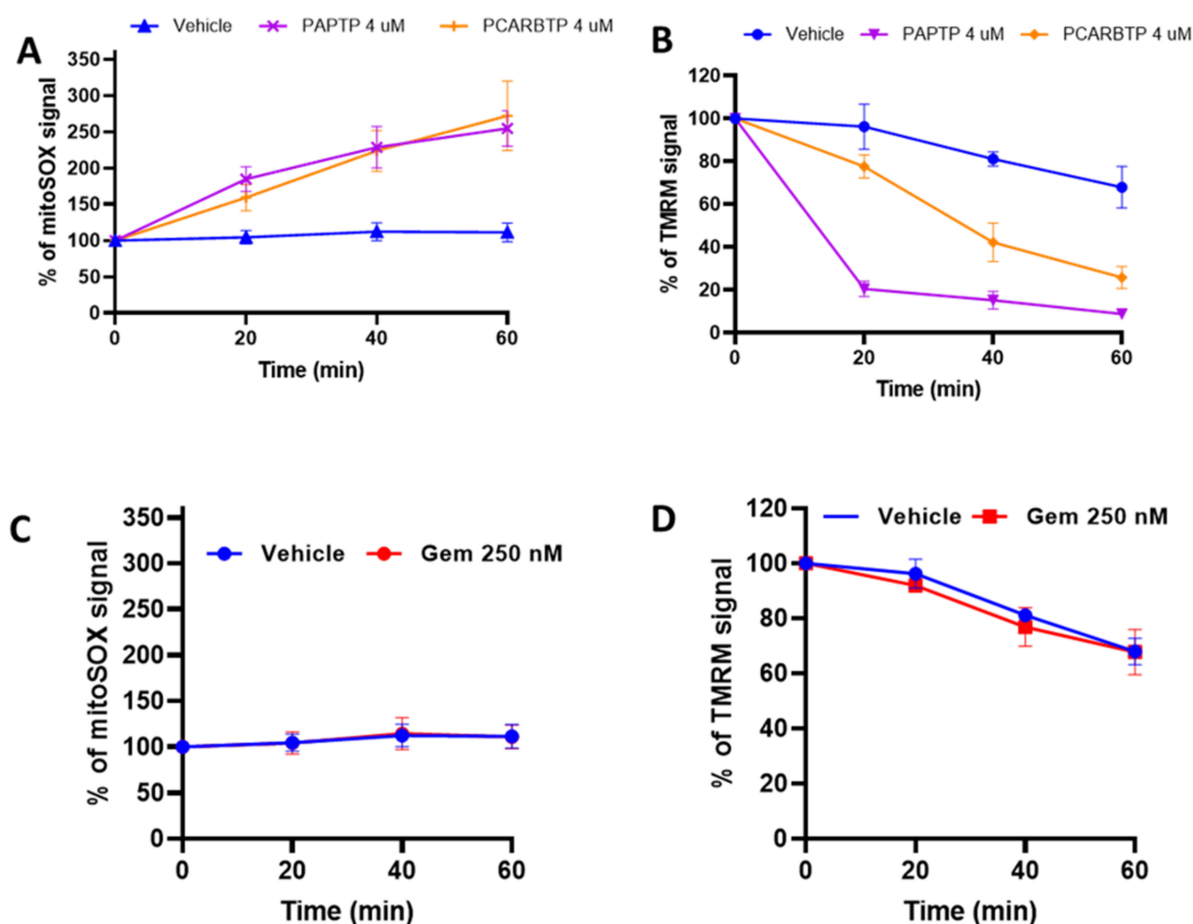 A
Vehicle PAPTP 4 uM PCARBTP 4 uM
% of mitoSOX signal
350
300
250
200
150
100
50
0
0 20 40 60
Time (min)
B
Vehicle PAPTP 4 uM PCARBTP 4 uM
% of TMRM signal
120
100
80
60
40
20
0
0 20 40 60
Time (min)
C
Vehicle Gem 250 nM
% of mitoSOX signal
350
300
250
200
150
100
50
0
0 20 40 60
Time (min)
D
Vehicle Gem 250 nM
% of TMRM signal
120
100
80
60
40
20
0
0 20 40 60
Time (min)